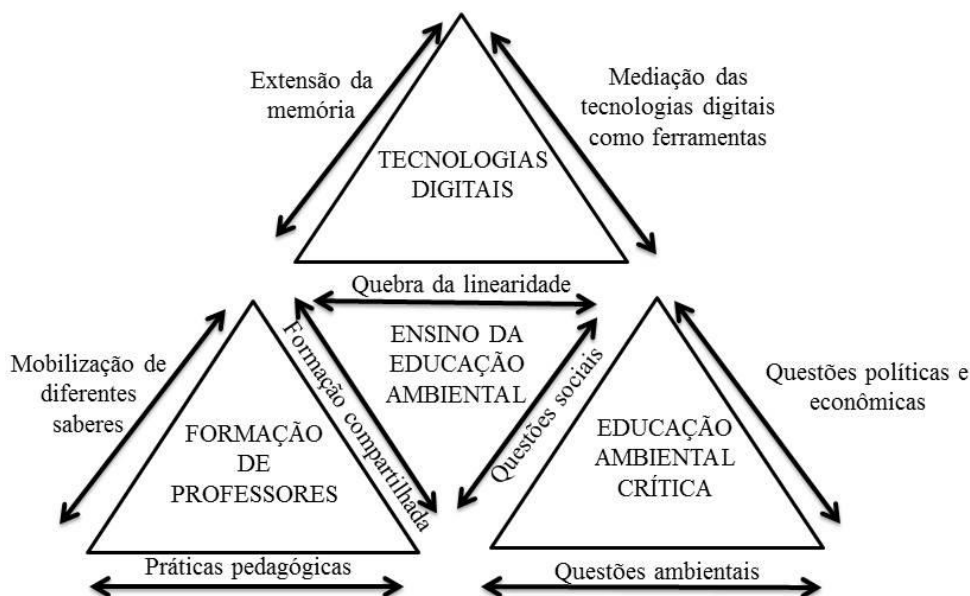 Extensão da
memória
Mediação das
tecnologias digitais
como ferramentas
TECNOLOGIAS
DIGITAIS
Quebra da linearidade
Mobilização de
diferentes
saberes
Formação compartilhada
ENSINO DA
EDUCAÇÃO
AMBIENTAL
Questões sociais
Questões políticas e
econômicas
FORMAÇÃO
DE
PROFESSORES
EDUCAÇÃO
AMBIENTAL
CRÍTICA
Práticas pedagógicas
Questões ambientais